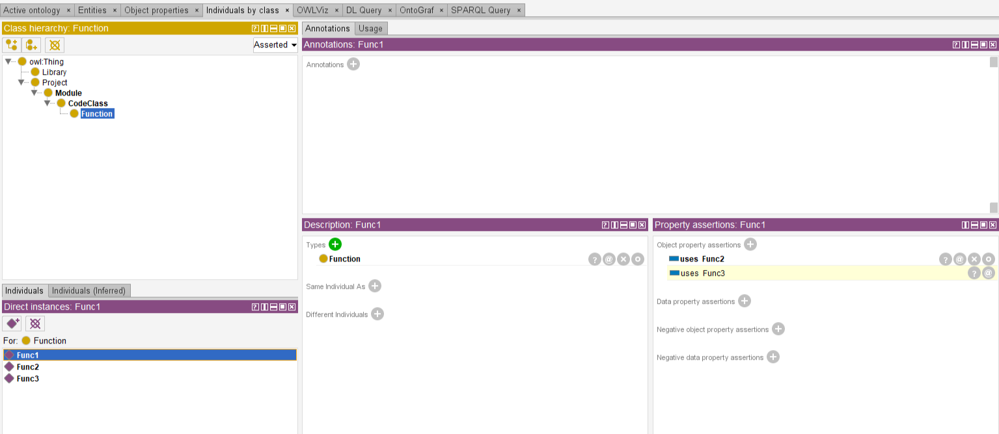 Active ontology × Entities × Object properties × Individuals by class × OWLViz × DL Query × OntoGraf × SPARQL Query ×
Class hierarchy: Function
Asserted
owl:Thing
Library
Project
Module
CodeClass
Function
Annotations Usage
Annotations: Func1
Annotations
Individuals Individuals (Inferred)
Direct instances: Func1
For: Function
Func1
Func2
Func3
Description: Func1
Types
Function
Same Individual As
Different Individuals
Property assertions: Func1
Object property assertions
uses Func2
uses Func3
Data property assertions
Negative object property assertions
Negative data property assertions